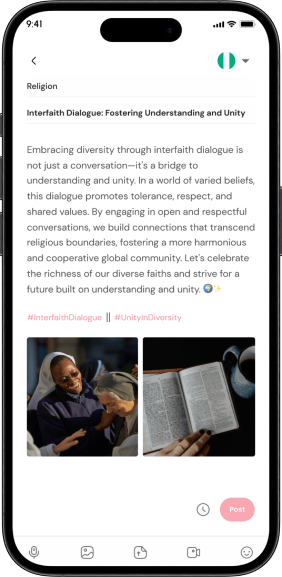 9:41
Religion
Interfaith Dialogue: Fostering Understanding and Unity
Embracing diversity through interfaith dialogue is
not just a conversation—it's a bridge to
understanding and unity. In a world of varied beliefs,
this dialogue promotes tolerance, respect, and
shared values. By engaging in open and respectful
conversations, we build connections that transcend
religious boundaries, fostering a more harmonious
and cooperative global community. Let's celebrate
the richness of our diverse faiths and strive for a
future built on understanding and unity. 🌍✨
#InterfaithDialogue || #UnityInDiversity
Post